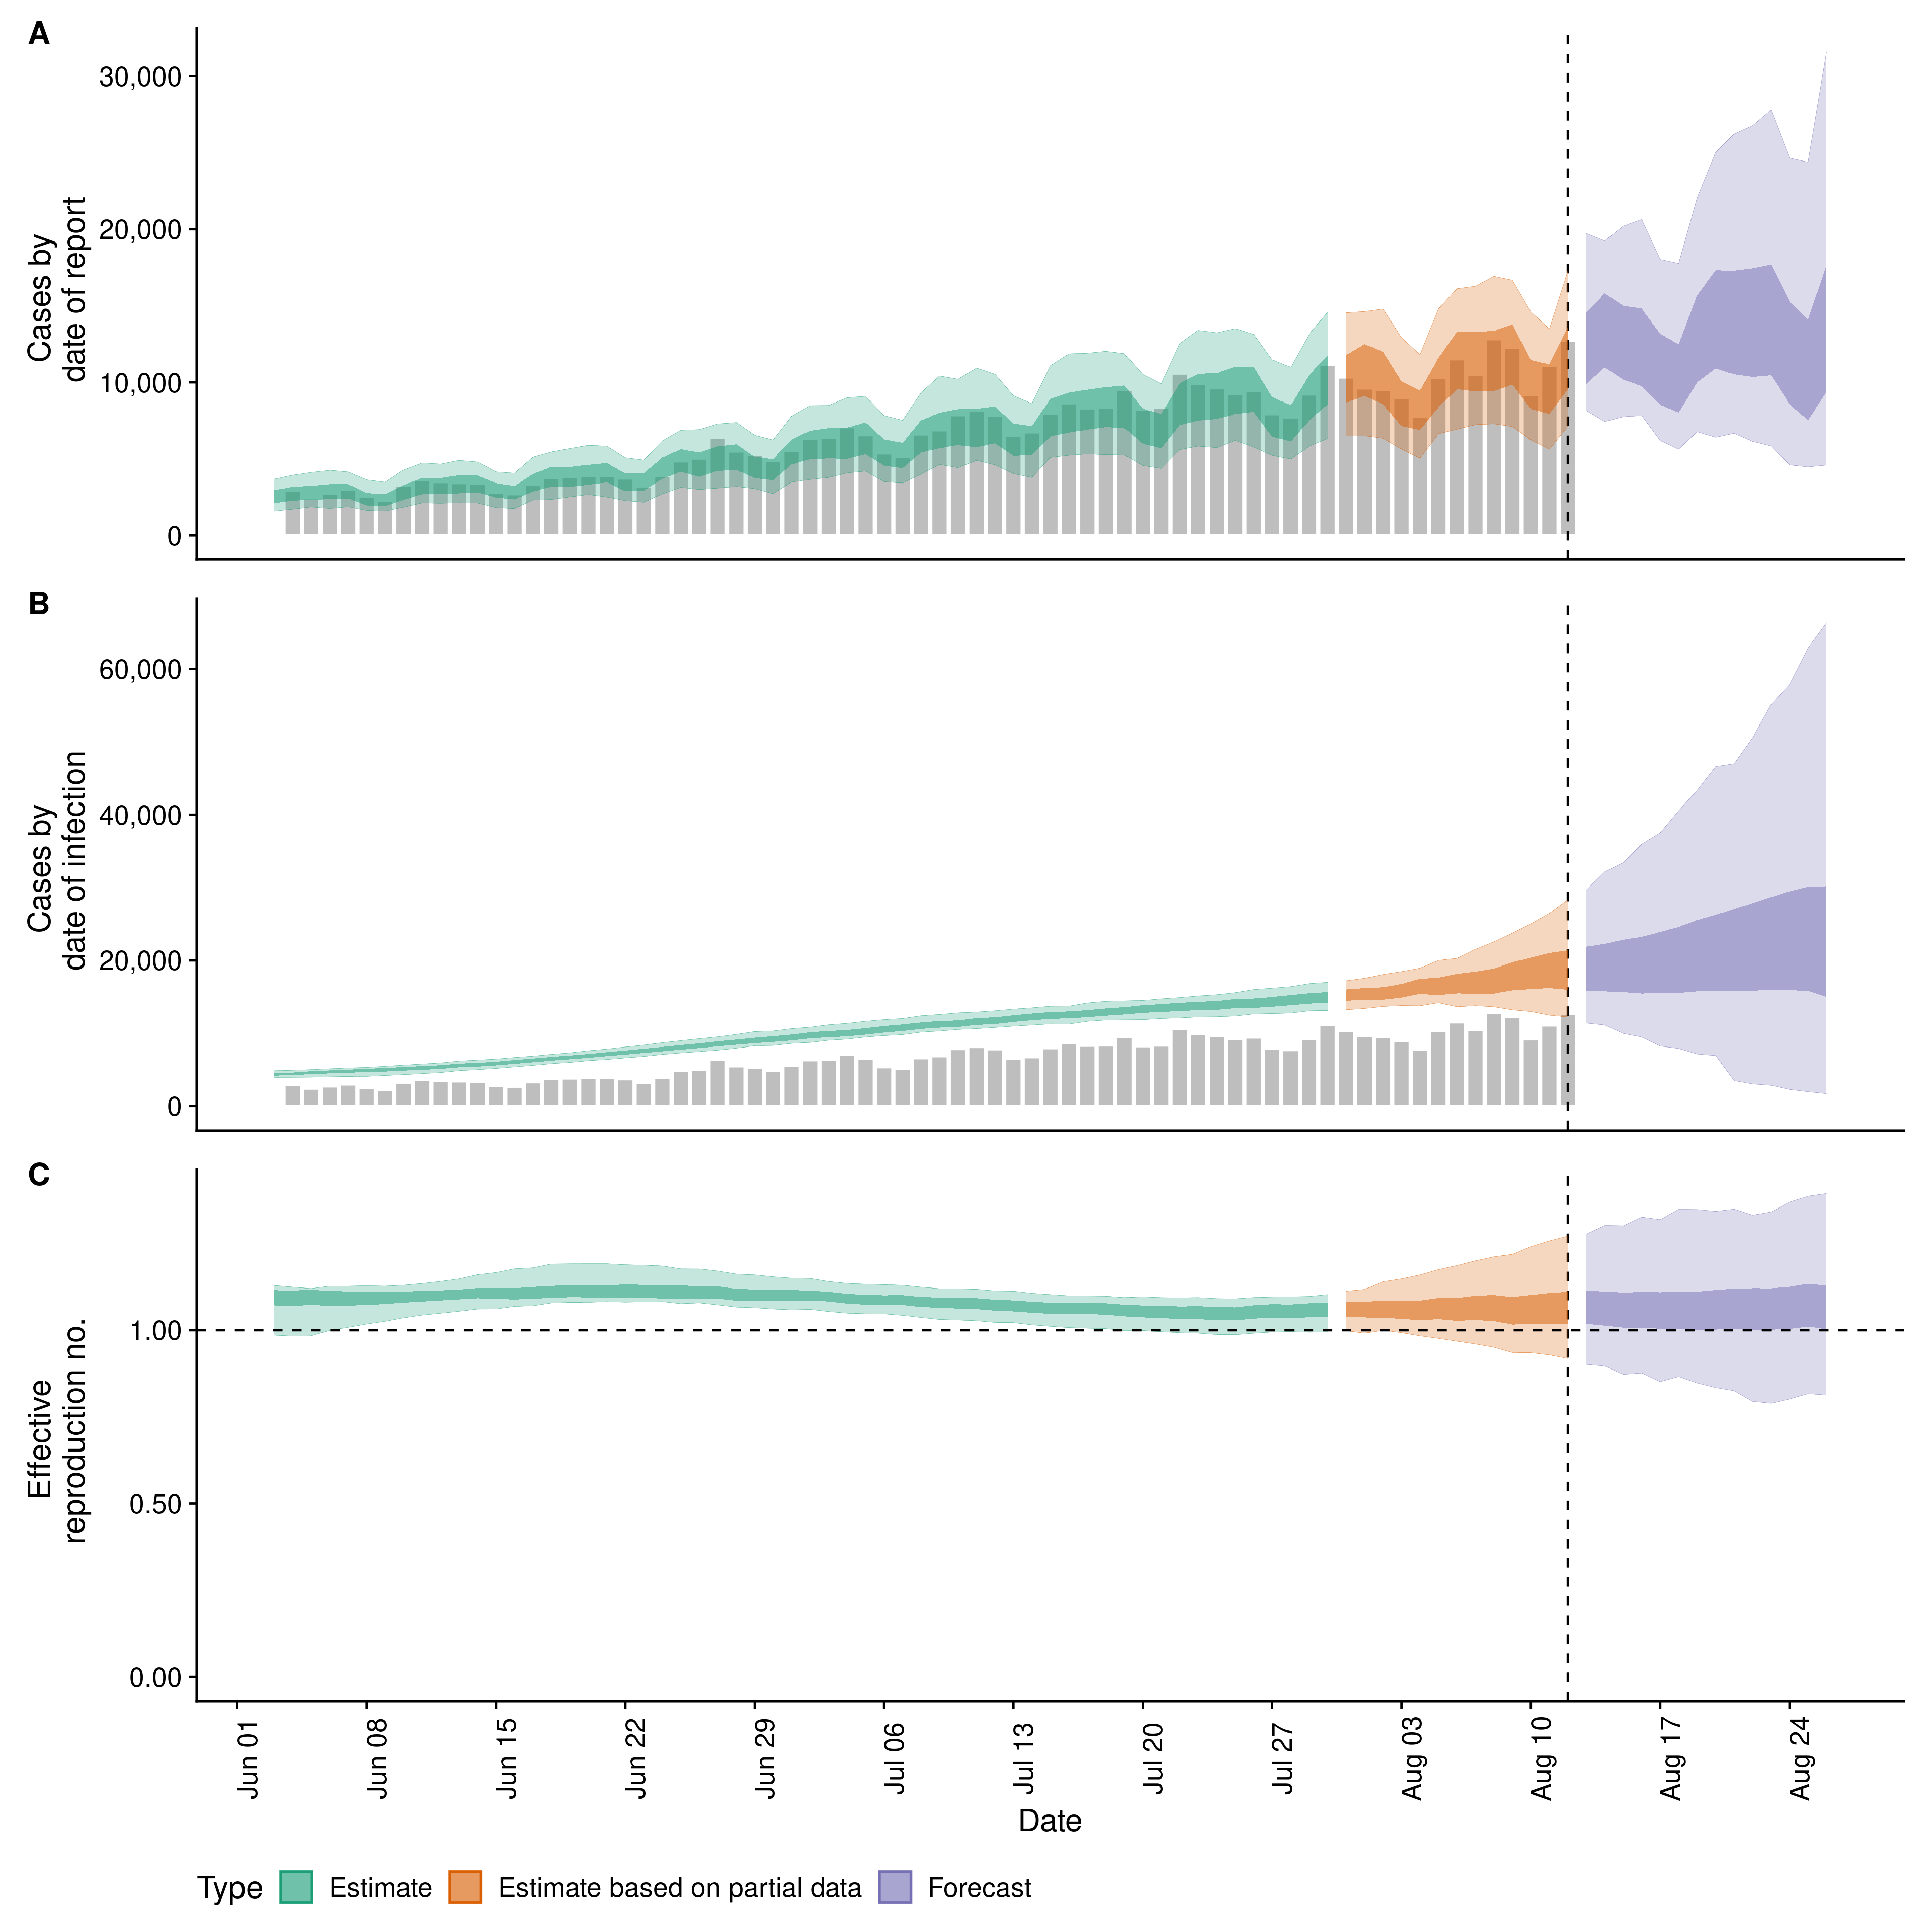 A
30,000
20,000
10,000
0
Cases by
date of report
B
60,000
40,000
20,000
0
Cases by
date of infection
C
1.00
0.50
0.00
Effective
reproduction no.
Jun 01
Jun 08
Jun 15
Jun 22
Jun 29
Jul 06
Jul 13
Jul 20
Jul 27
Aug 03
Aug 10
Aug 17
Aug 24
Date
Type Estimate Estimate based on partial data Forecast